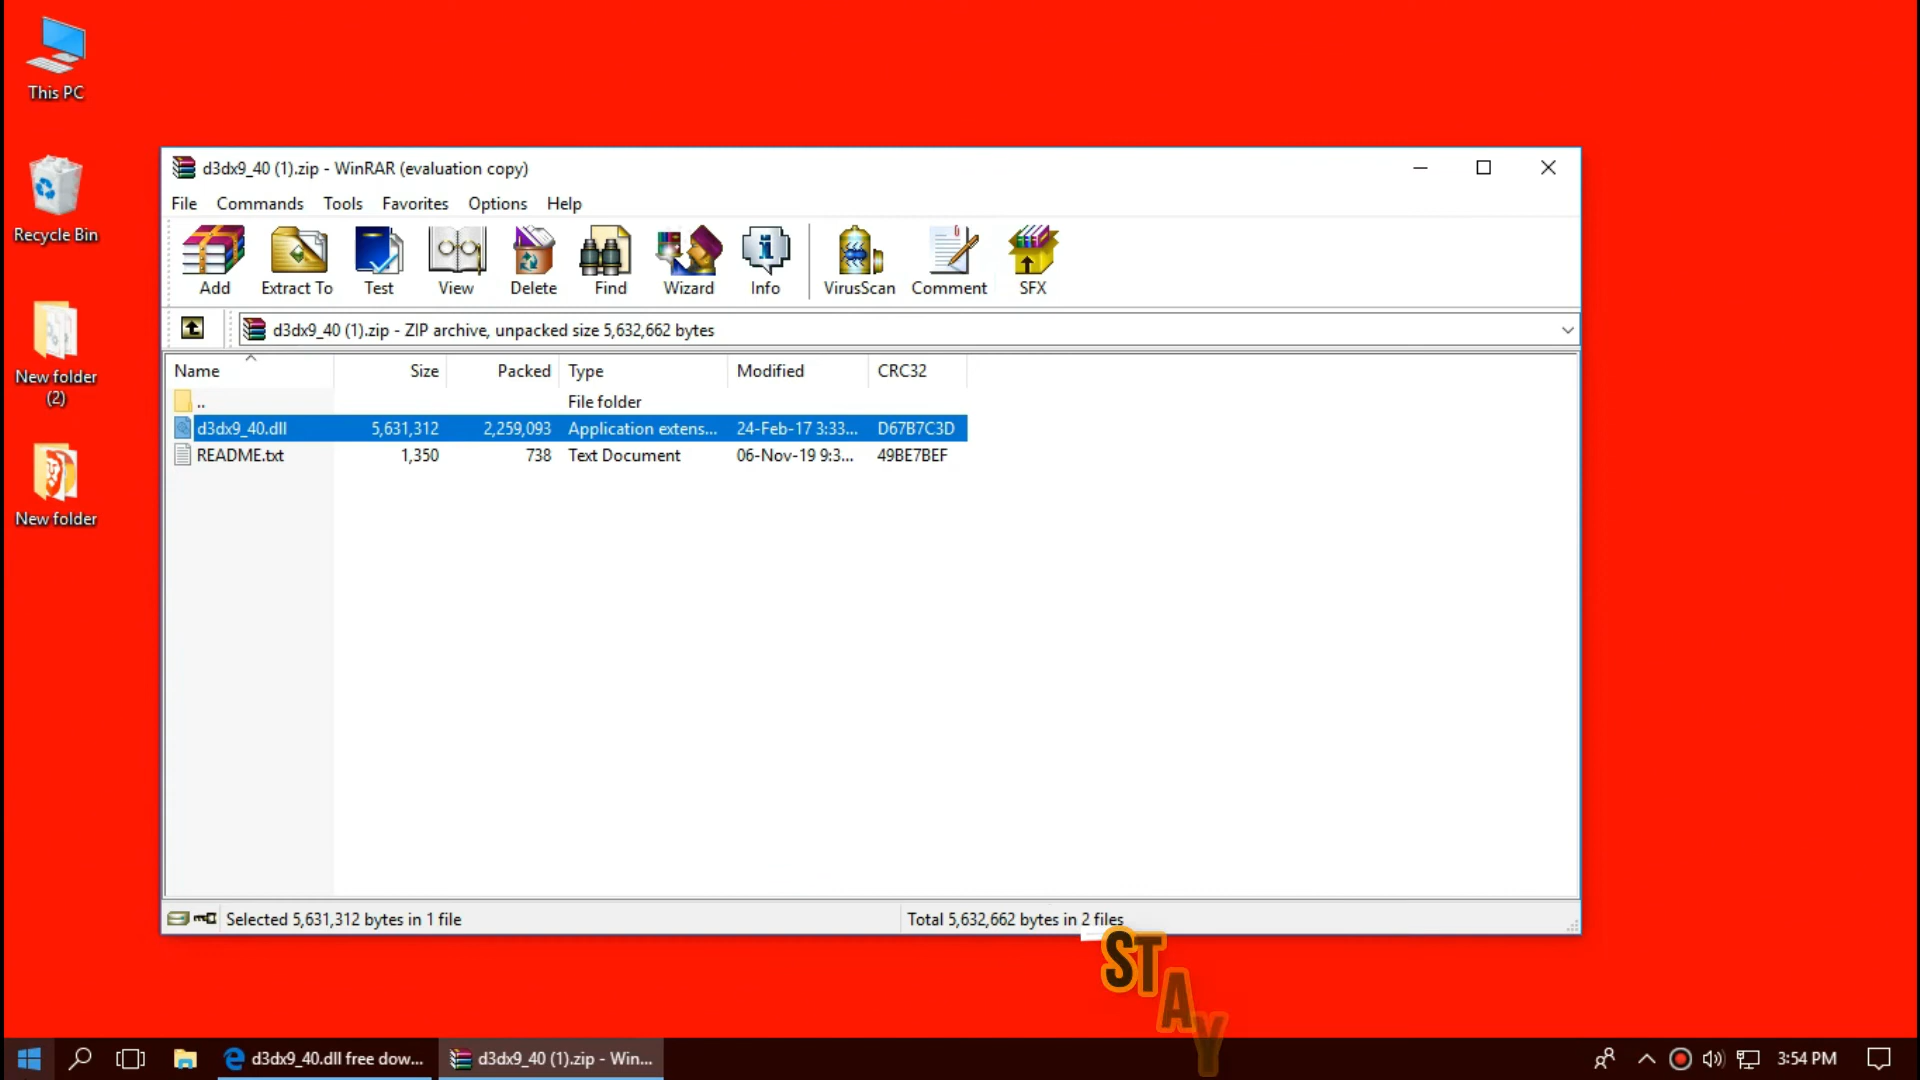 This PC
Recycle Bin
New folder
(2)
New folder
d3dx9_40 (1).zip - WinRAR (evaluation copy)
File Commands Tools Favorites Options Help
Add Extract To Test View Delete Find Wizard Info VirusScan Comment SFX
d3dx9_40 (1).zip - ZIP archive, unpacked size 5,632,662 bytes
Name Size Packed Type Modified CRC32
.. File folder
d3dx9_40.dll 5,631,312 2,259,093 Application extens... 24-Feb-17 3:33... D67B7C3D
README.txt 1,350 738 Text Document 06-Nov-19 9:3... 49BE7BEF
Selected 5,631,312 bytes in 1 file
Total 5,632,662 bytes in 2 files
STAY
d3dx9_40.dll free dow...
d3dx9_40 (1).zip - Win...
3:54 PM